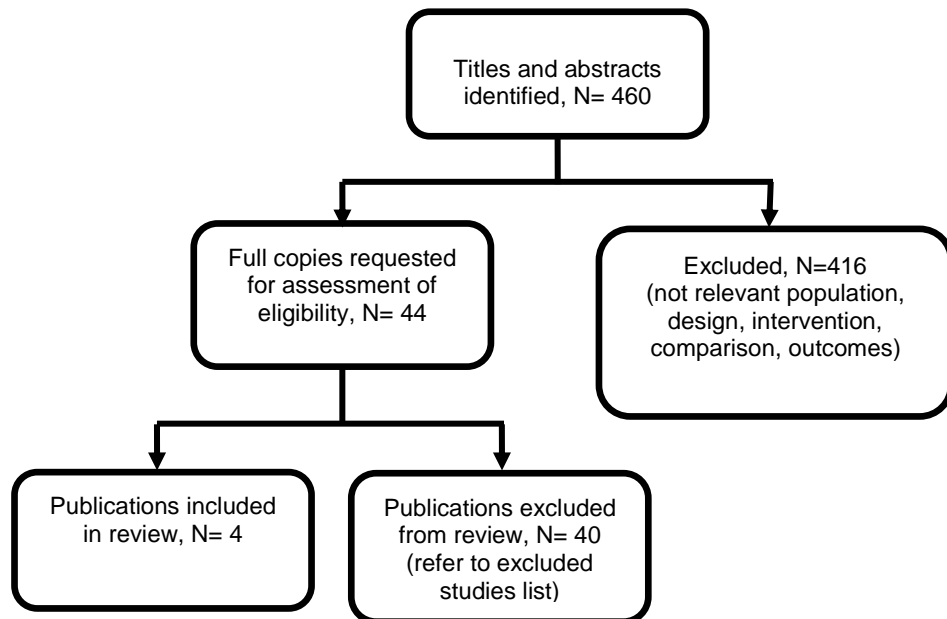 Titles and abstracts
identified, N= 460
Full copies requested
for assessment of
eligibility, N= 44
Excluded, N=416
(not relevant population,
design, intervention,
comparison, outcomes)
Publications included
in review, N= 4
Publications excluded
from review, N= 40
(refer to excluded
studies list)